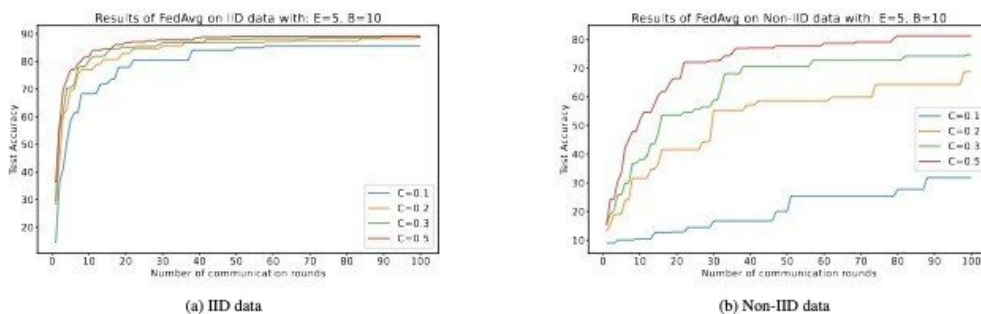 Results of FedAvg on IID data with: E=5, B=10
Test Accuracy
90
80
70
60
50
40
30
20
0 10 20 30 40 50 60 70 80 90 100
Number of communication rounds
C=0.1
C=0.2
C=0.3
C=0.5
(a) IID data
Results of FedAvg on Non-IID data with: E=5, B=10
Test Accuracy
80
70
60
50
40
30
20
10
0 10 20 30 40 50 60 70 80 90 100
Number of communication rounds
C=0.1
C=0.2
C=0.3
C=0.5
(b) Non-IID data